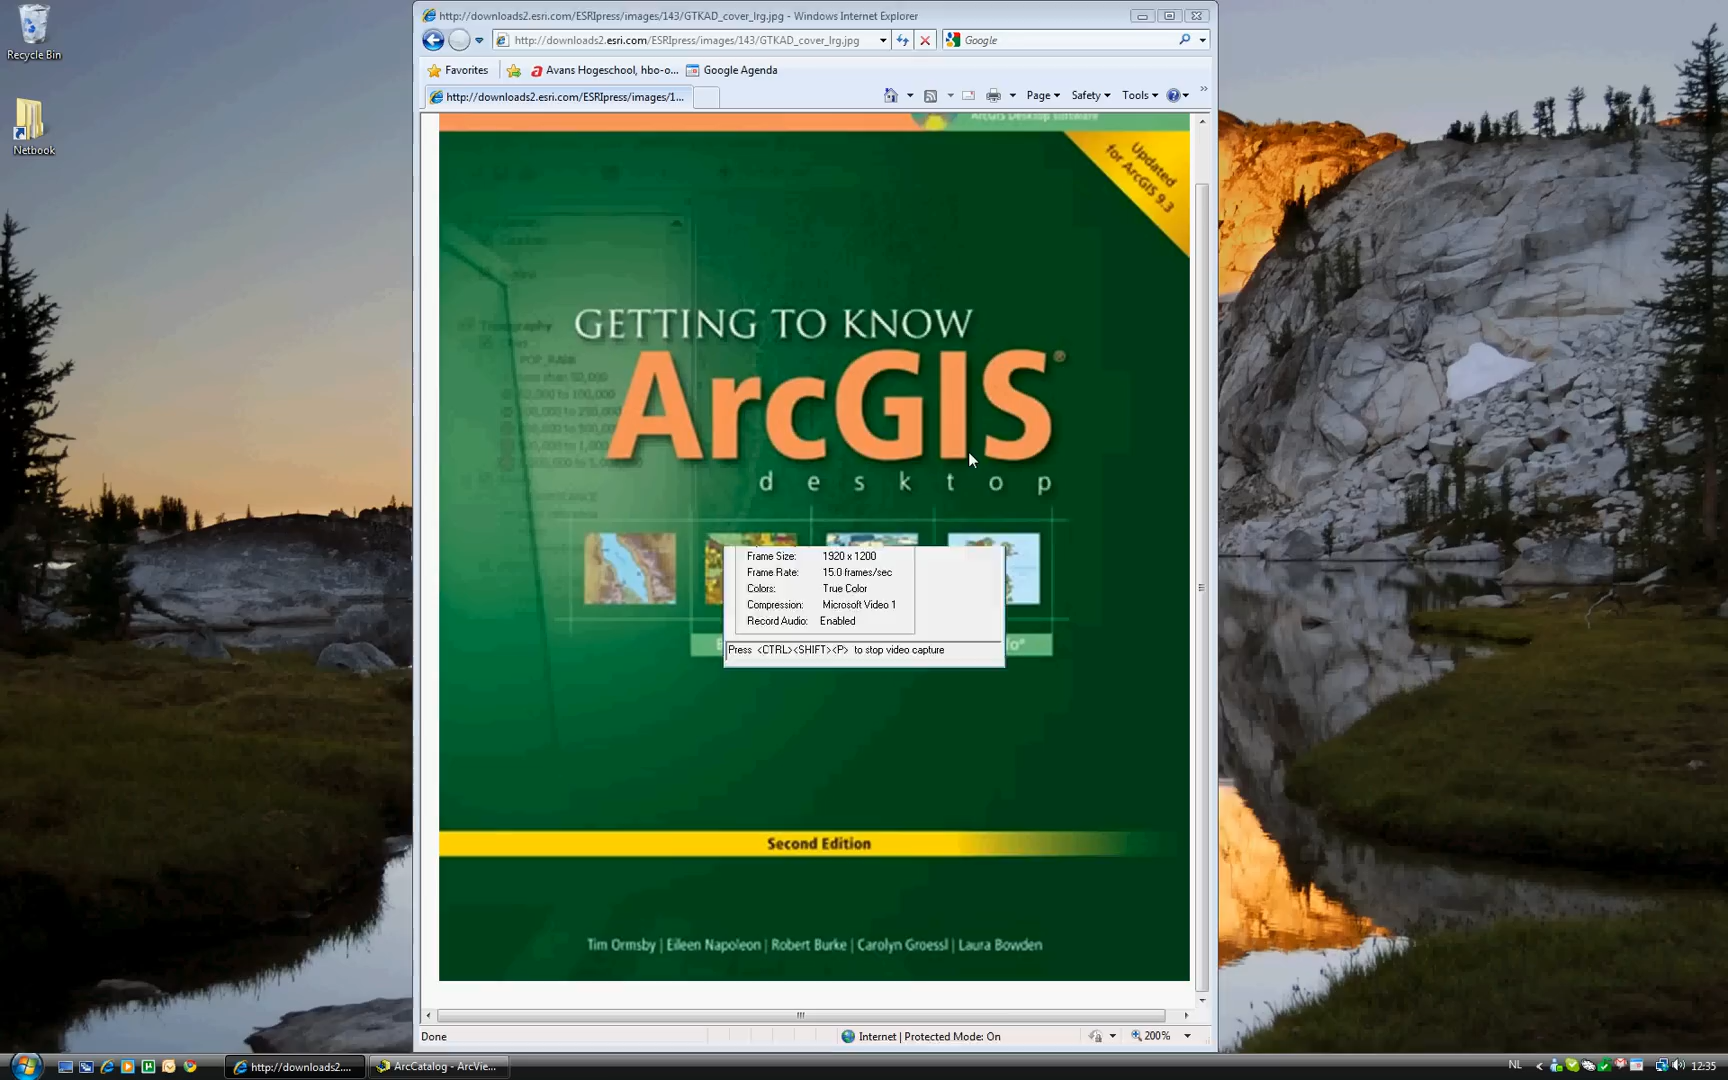 Recycle Bin
Netbook
http://downloads2.esri.com/ESRIpress/images/143/GTKAD_cover_lrg.jpg - Windows Internet Explorer
http://downloads2.esri.com/ESRIpress/images/143/GTKAD_cover_lrg.jpg
Google
Favorites
Avans Hogeschool, hbo-o...
Google Agenda
http://downloads2.esri.com/ESRIpress/images/1...
Page
Safety
Tools
ArcGIS Desktop software
Updated
for ArcGIS 9.3
GETTING TO KNOW
ArcGIS®
desktop
Frame Size: 1920 x 1200
Frame Rate: 15.0 frames/sec
Colors: True Color
Compression: Microsoft Video 1
Record Audio: Enabled
Press <CTRL><SHIFT><P> to stop video capture
Second Edition
Tim Ormsby | Eileen Napoleon | Robert Burke | Carolyn Groessl | Laura Bowden
Done
Internet | Protected Mode: On
200%
http://downloads2....
ArcCatalog - ArcVie...
NL
12:35